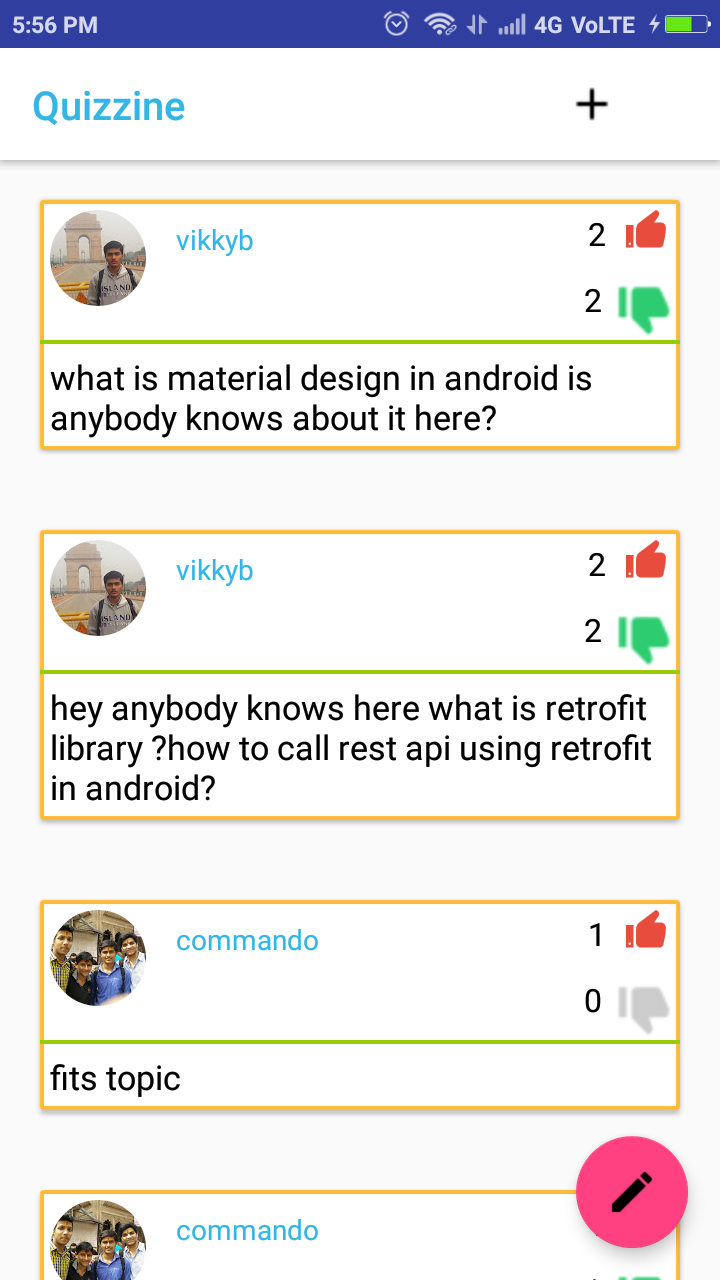 5:56 PM 4G VoLTE
Quizzine
vikkyb 2
2
what is material design in android is
anybody knows about it here?
vikkyb 2
2
hey anybody knows here what is retrofit
library ?how to call rest api using retrofit
in android?
commando 1
0
fits topic
commando